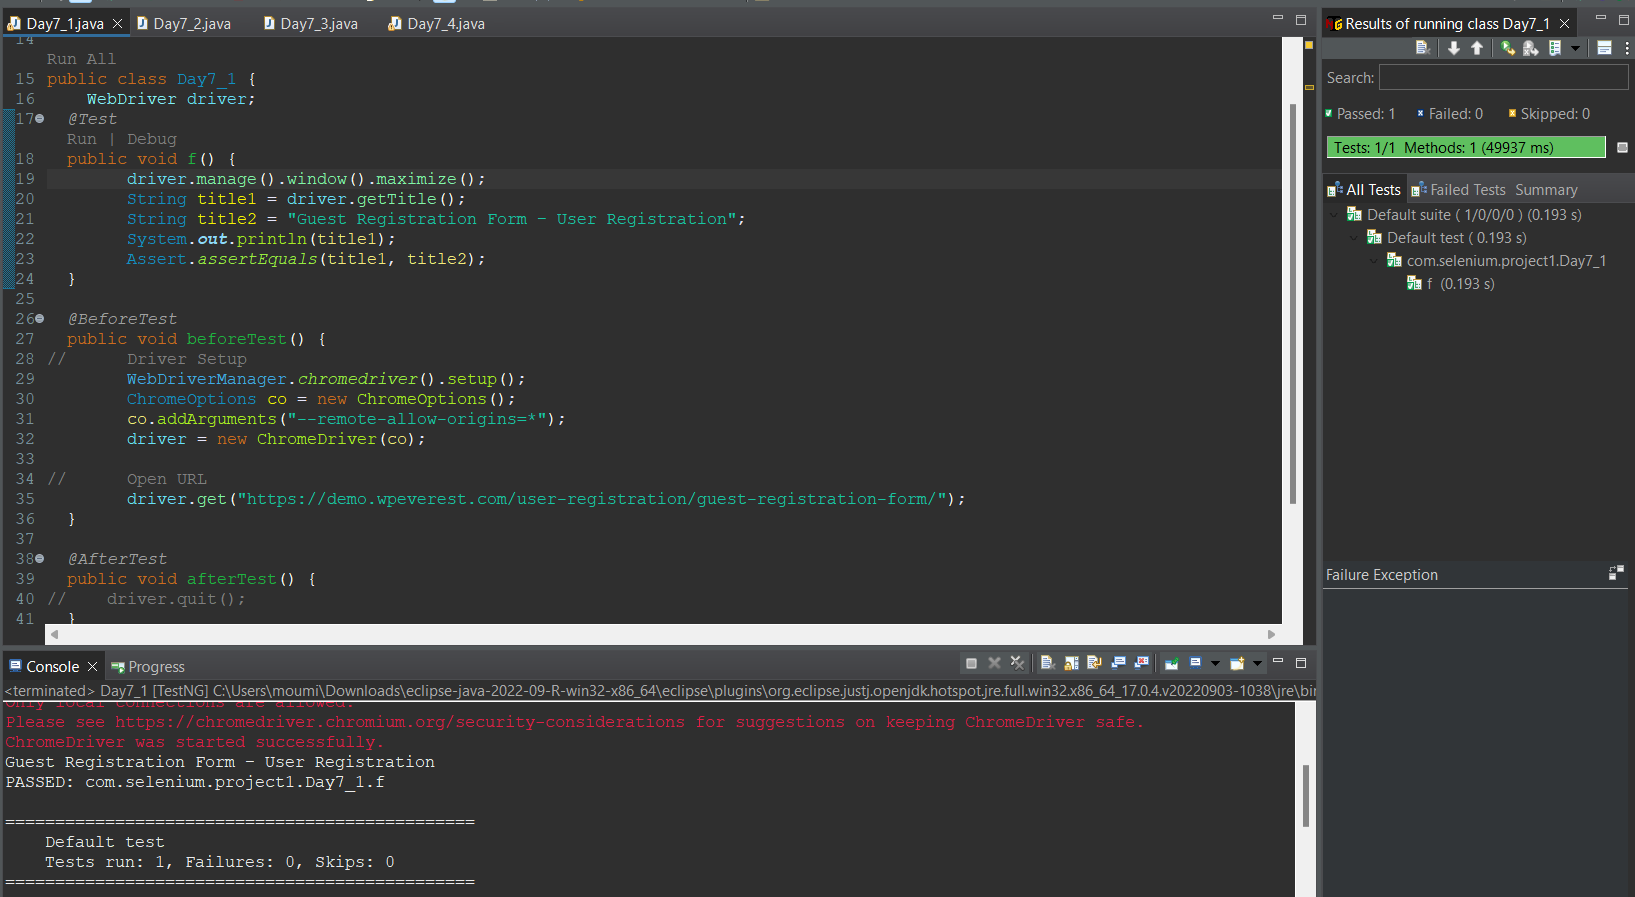 Day7_1.java
Day7_2.java
Day7_3.java
Day7_4.java
14
Run All
15 public class Day7_1 {
16     WebDriver driver;
17   @Test
Run | Debug
18   public void f() {
19         driver.manage().window().maximize();
20         String title1 = driver.getTitle();
21         String title2 = "Guest Registration Form – User Registration";
22         System.out.println(title1);
23         Assert.assertEquals(title1, title2);
24   }
25
26   @BeforeTest
27   public void beforeTest() {
28 //      Driver Setup
29         WebDriverManager.chromedriver().setup();
30         ChromeOptions co = new ChromeOptions();
31         co.addArguments("--remote-allow-origins=*");
32         driver = new ChromeDriver(co);
33
34 //      Open URL
35         driver.get("https://demo.wpeverest.com/user-registration/guest-registration-form/");
36   }
37
38   @AfterTest
39   public void afterTest() {
40 //    driver.quit();
41   }
Console
Progress
<terminated> Day7_1 [TestNG] C:\Users\moumi\Downloads\eclipse-java-2022-09-R-win32-x86_64\eclipse\plugins\org.eclipse.justj.openjdk.hotspot.jre.full.win32.x86_64_17.0.4.v20220903-1038\jre\bin
Only local connections are allowed.
Please see https://chromedriver.chromium.org/security-considerations for suggestions on keeping ChromeDriver safe.
ChromeDriver was started successfully.
Guest Registration Form – User Registration
PASSED: com.selenium.project1.Day7_1.f
===============================================
Default test
Tests run: 1, Failures: 0, Skips: 0
===============================================
Results of running class Day7_1
Search:
Passed: 1
Failed: 0
Skipped: 0
Tests: 1/1  Methods: 1 (49937 ms)
All Tests
Failed Tests
Summary
Default suite ( 1/0/0/0 ) (0.193 s)
Default test ( 0.193 s)
com.selenium.project1.Day7_1
f  (0.193 s)
Failure Exception